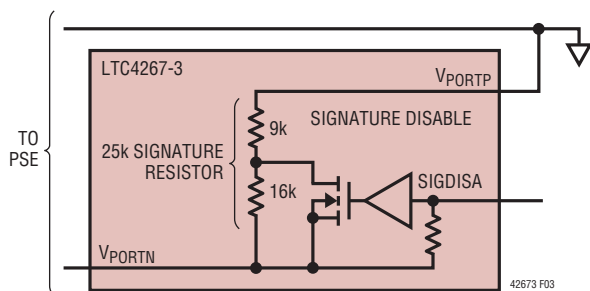 LTC4267-3
VPORTP
9k
SIGNATURE DISABLE
TO
PSE
25k SIGNATURE
RESISTOR
16k
SIGDISA
VPORTN
42673 F03